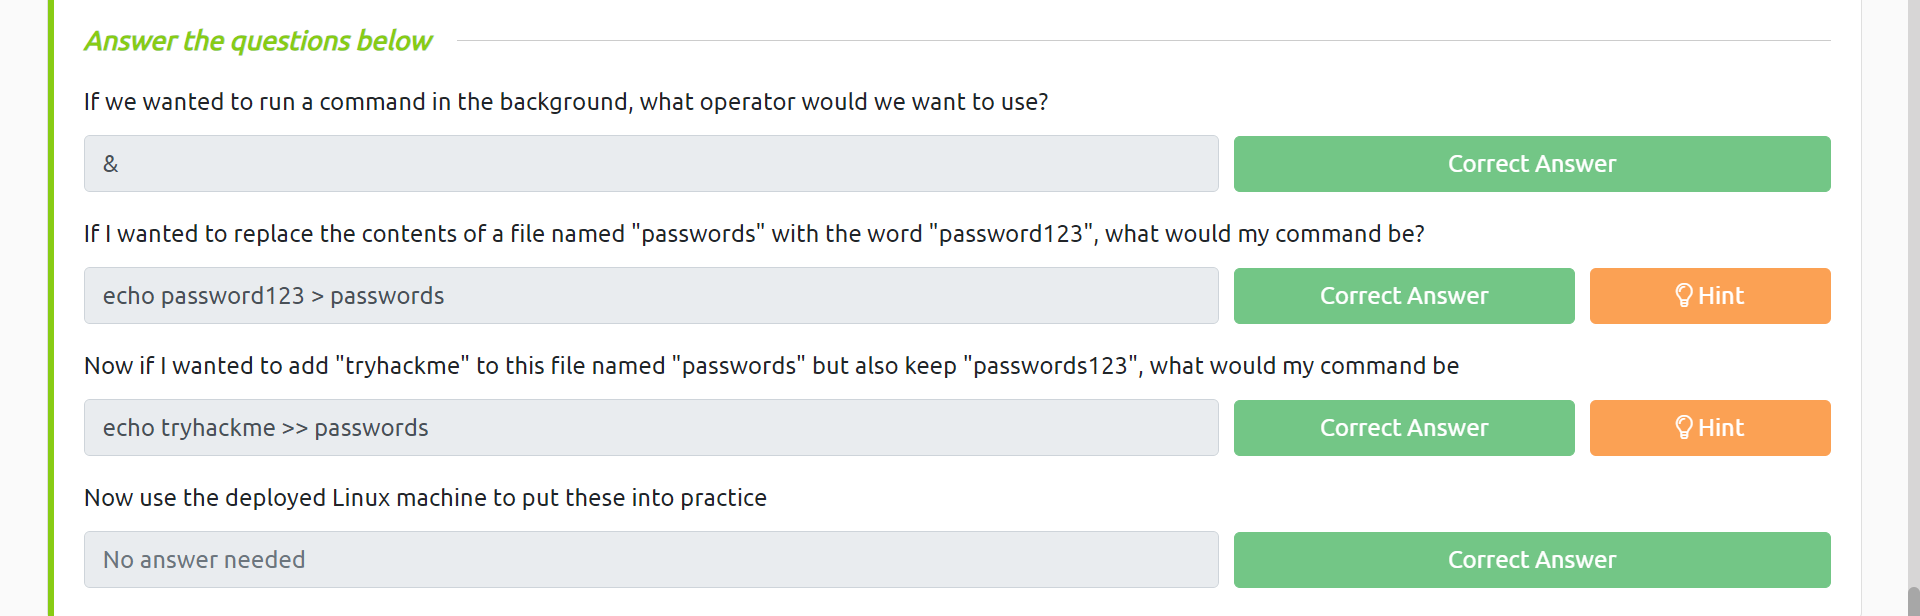 Answer the questions below
If we wanted to run a command in the background, what operator would we want to use?
&
Correct Answer
If I wanted to replace the contents of a file named "passwords" with the word "password123", what would my command be?
echo password123 > passwords
Correct Answer
Hint
Now if I wanted to add "tryhackme" to this file named "passwords" but also keep "passwords123", what would my command be
echo tryhackme >> passwords
Correct Answer
Hint
Now use the deployed Linux machine to put these into practice
No answer needed
Correct Answer